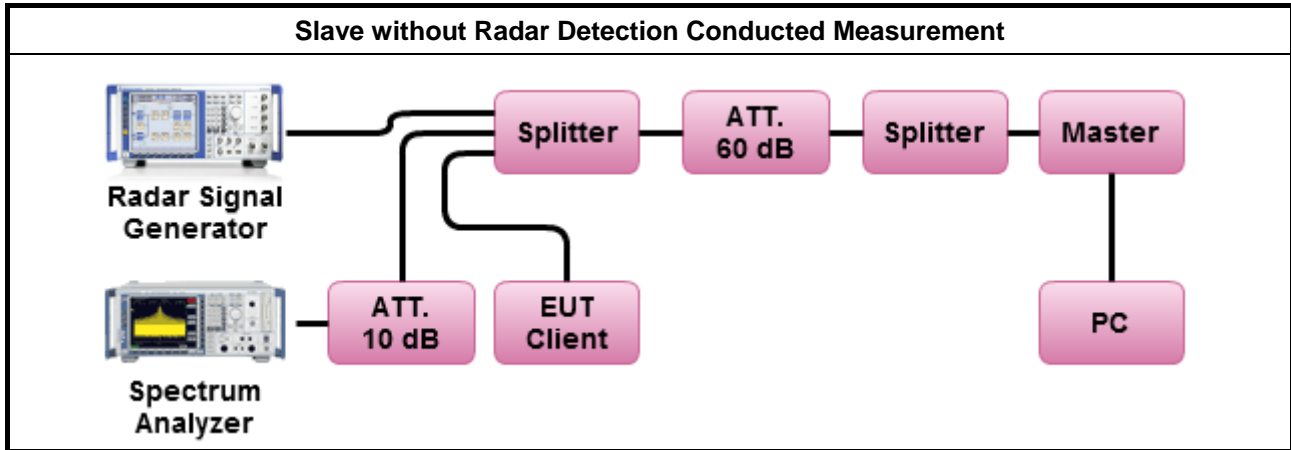 Slave without Radar Detection Conducted Measurement
Radar Signal
Generator
Splitter
ATT.
60 dB
Splitter
Master
Spectrum
Analyzer
ATT.
10 dB
EUT
Client
PC